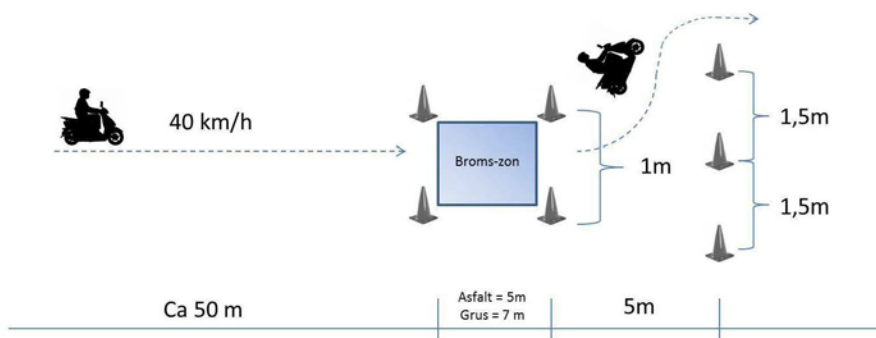 40 km/h
Broms-zon
1m
1,5m
1,5m
Ca 50 m
Asfalt = 5m
Grus = 7 m
5m